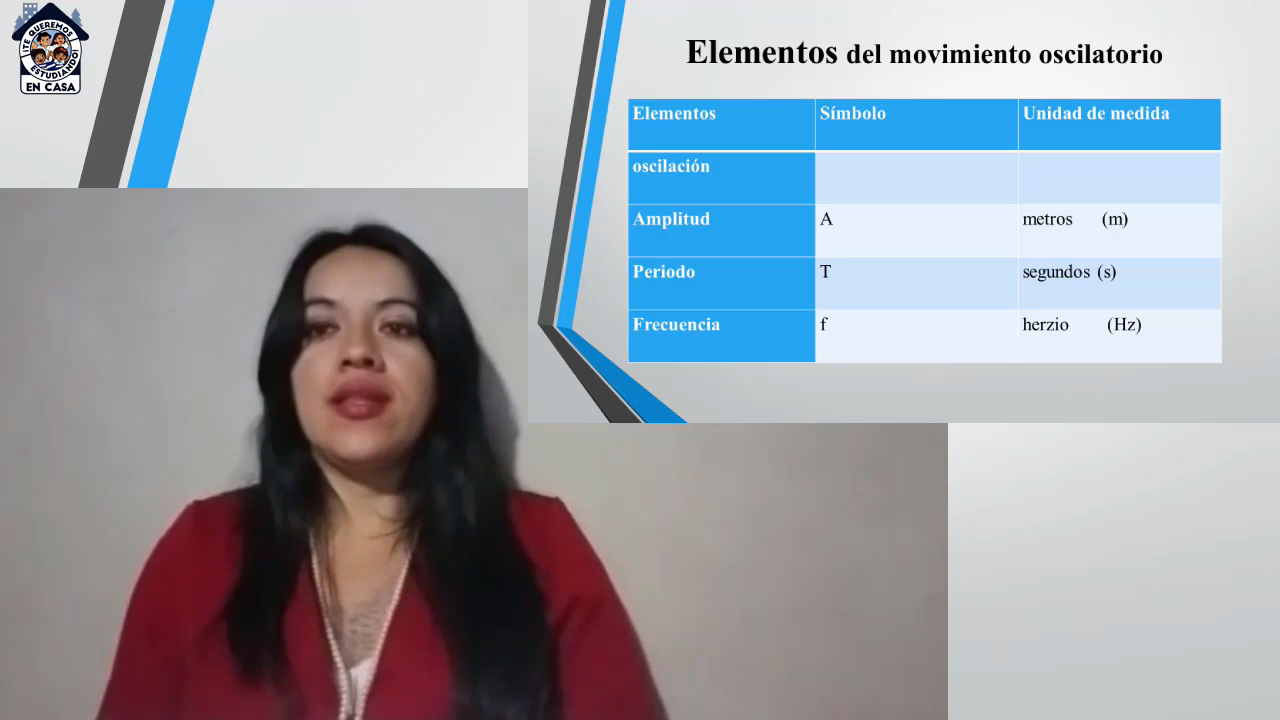 ¡TE QUEREMOS
ESTUDIANDO!
EN CASA
Elementos del movimiento oscilatorio
Elementos Símbolo Unidad de medida
oscilación
Amplitud A metros (m)
Periodo T segundos (s)
Frecuencia f herzio (Hz)